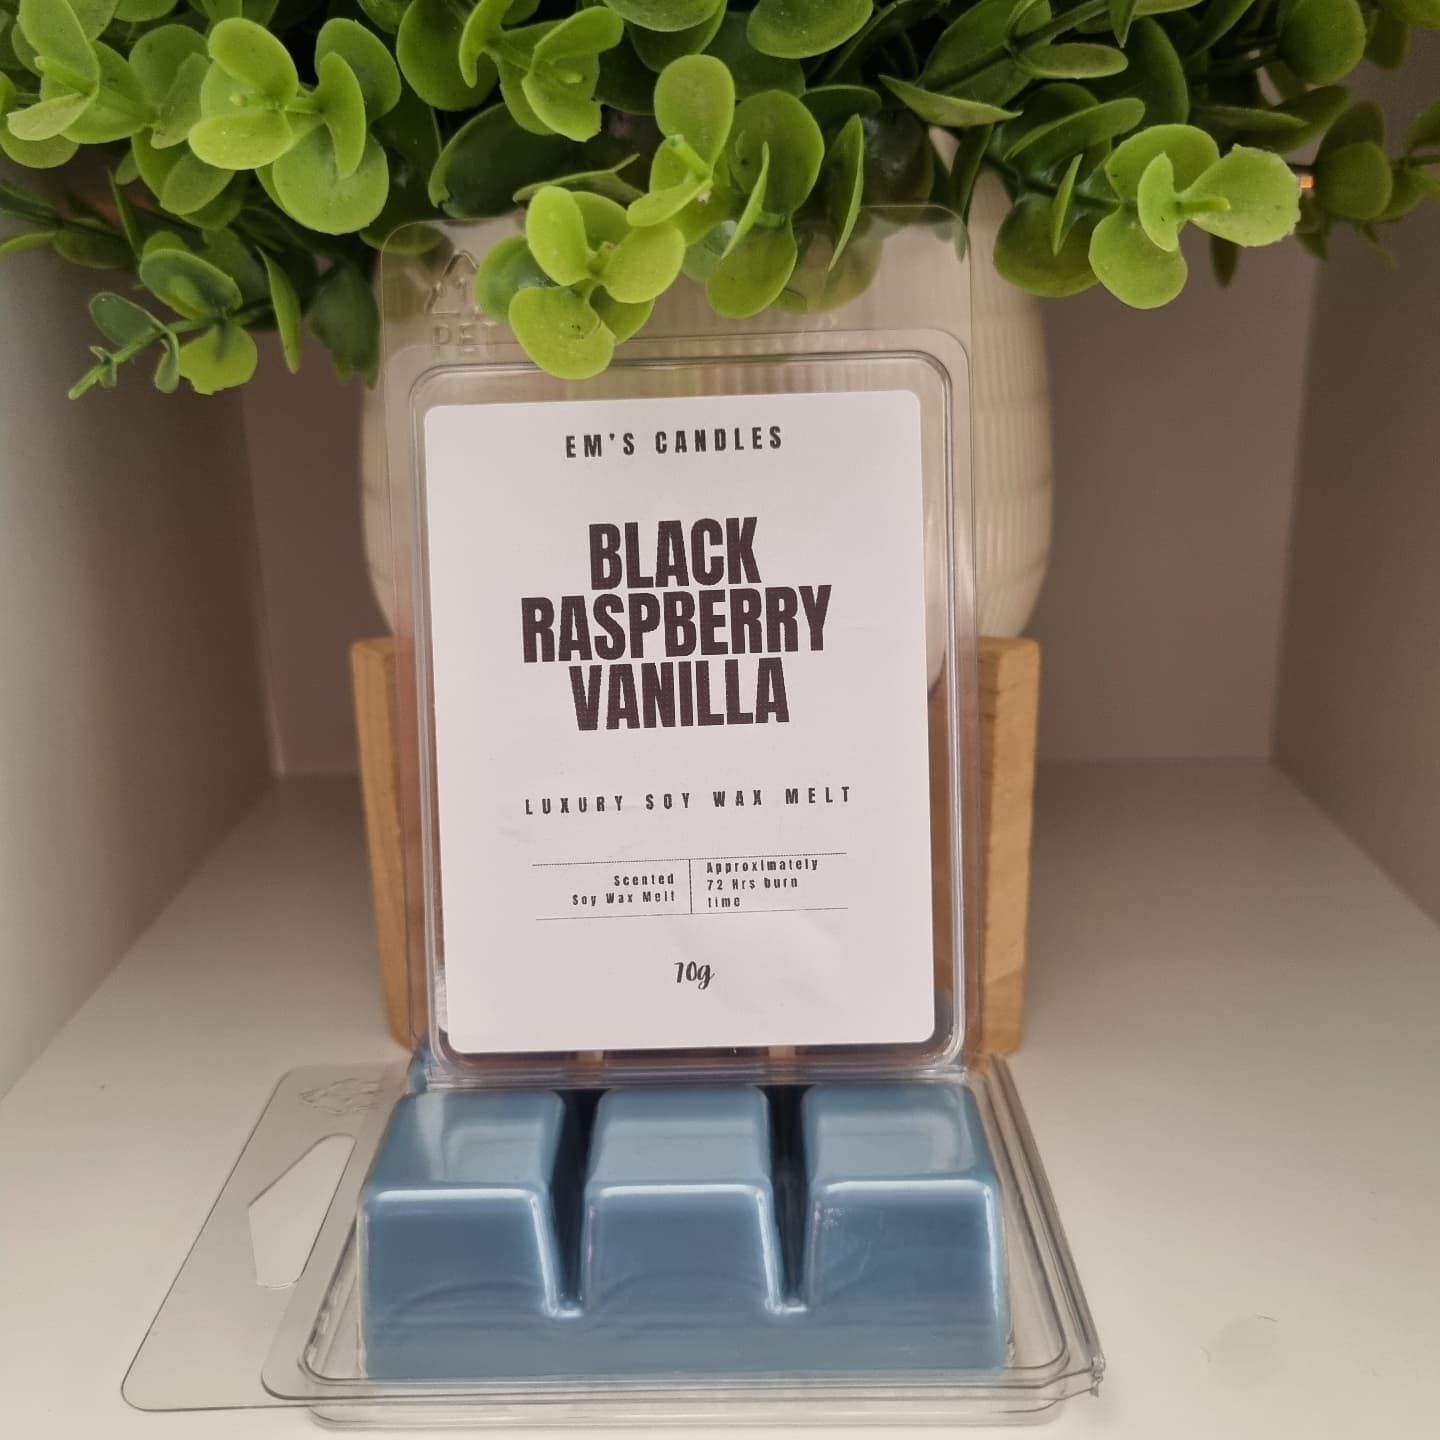 PET
EM'S CANDLES
BLACK
RASPBERRY
VANILLA
LUXURY SOY WAX MELT
Scented
Soy Wax Melt
Approximately
72 Hrs burn
time
70g